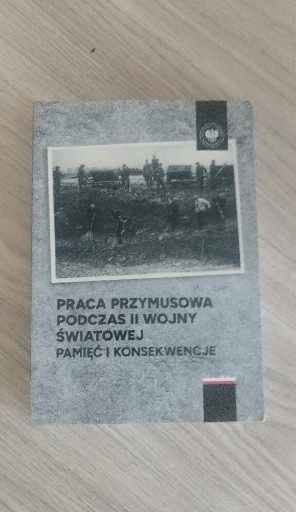 PRACA PRZYMUSOWA
PODCZAS II WOJNY
ŚWIATOWEJ
PAMIĘĆ I KONSEKWENCJE